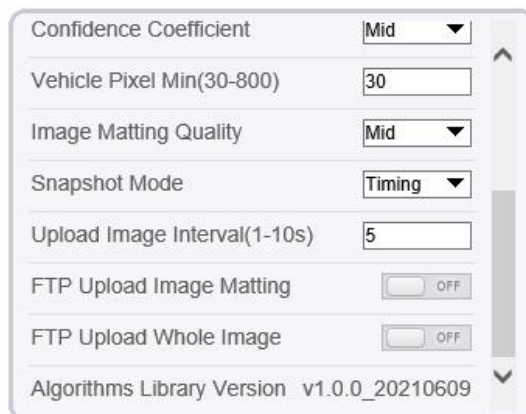 Confidence Coefficient Mid
Vehicle Pixel Min(30-800) 30
Image Matting Quality Mid
Snapshot Mode Timing
Upload Image Interval(1-10s) 5
FTP Upload Image Matting OFF
FTP Upload Whole Image OFF
Algorithms Library Version v1.0.0_20210609